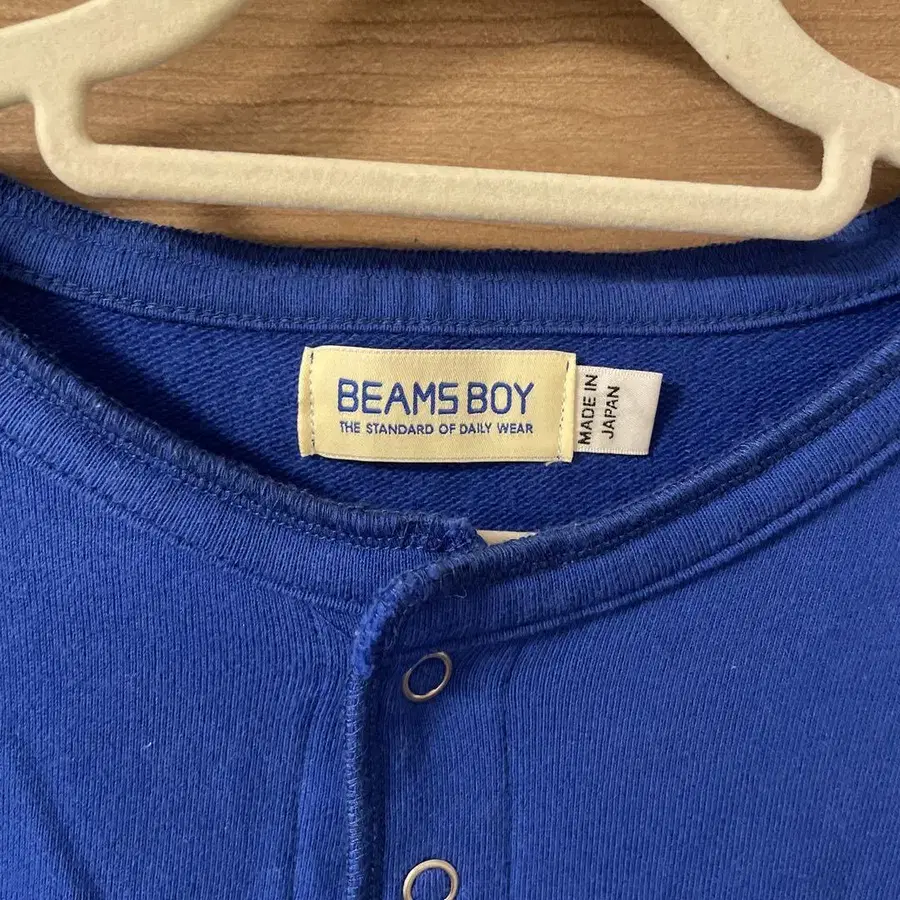 BEAMS BOY
THE STANDARD OF DAILY WEAR
MADE IN
JAPAN